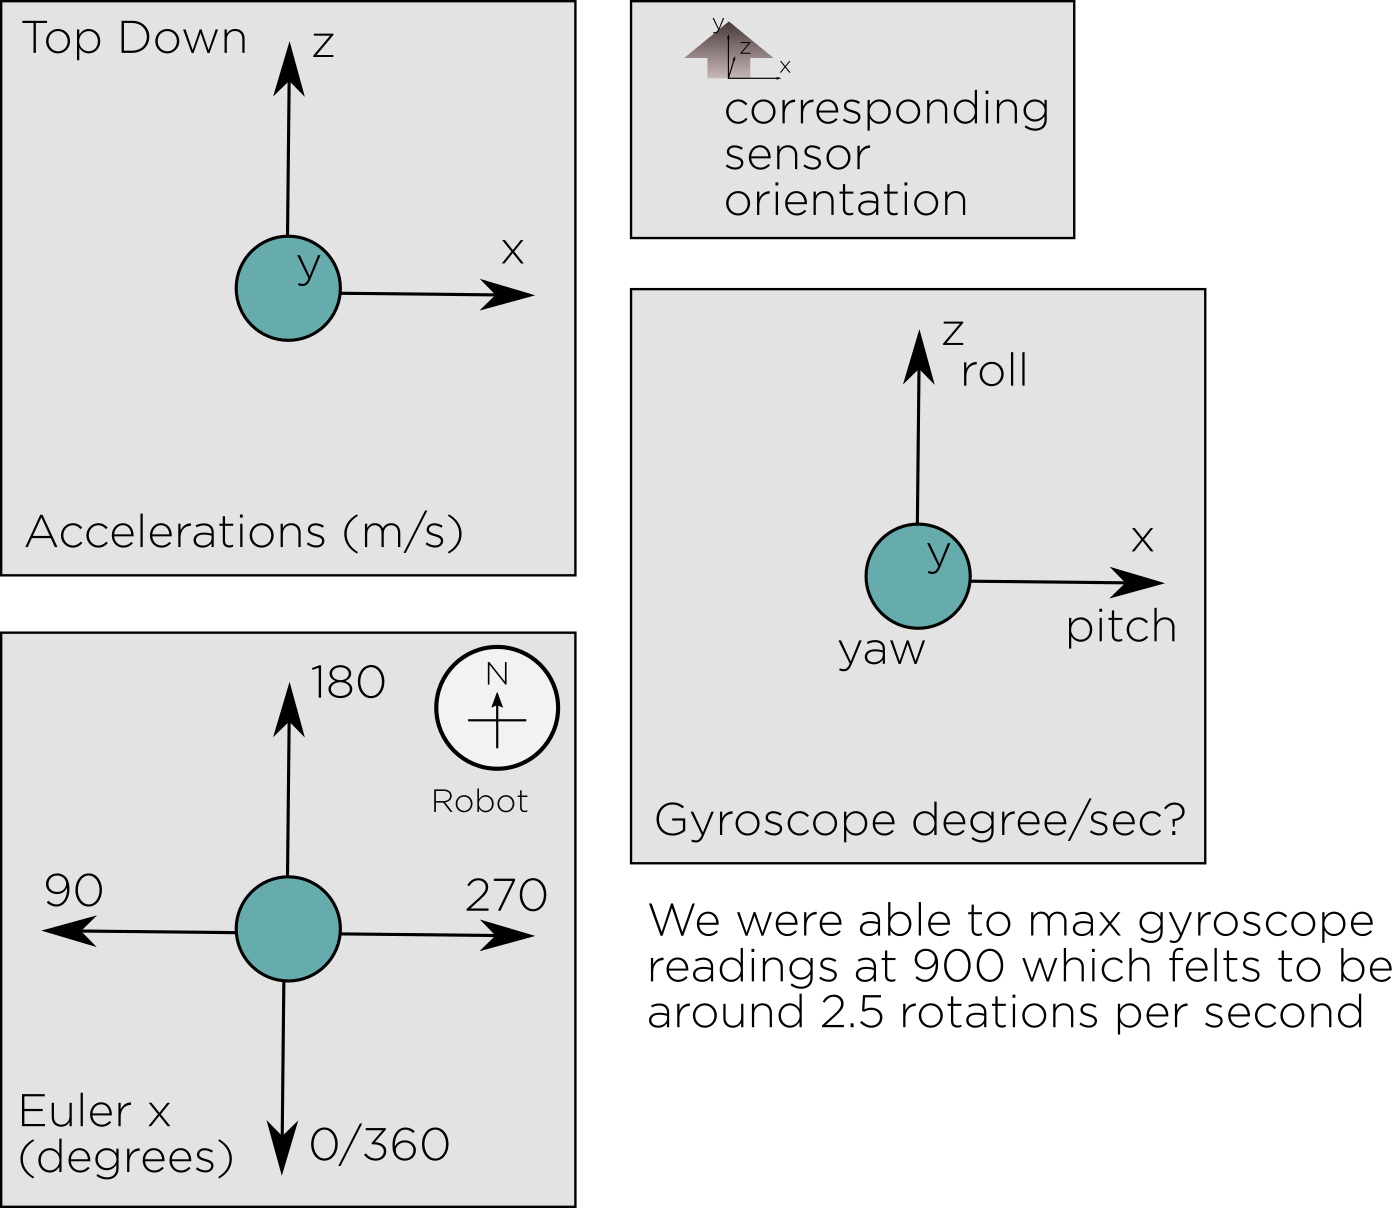 Top Down
z
x
y
Accelerations (m/s)
y
z
x
corresponding
sensor
orientation
z
roll
x
y
pitch
yaw
Gyroscope degree/sec?
We were able to max gyroscope
readings at 900 which felts to be
around 2.5 rotations per second
180
N
Robot
90
270
Euler x
(degrees)
0/360